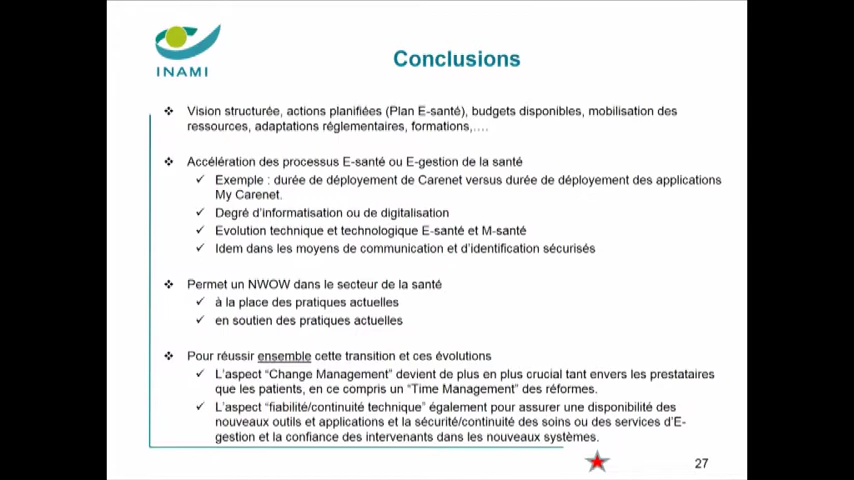 INAMI
Conclusions
Vision structurée, actions planifiées (Plan E-santé), budgets disponibles, mobilisation des
ressources, adaptations réglementaires, formations,....
Accélération des processus E-santé ou E-gestion de la santé
Exemple : durée de déployement de Carenet versus durée de déployement des applications
My Carenet.
Degré d'informatisation ou de digitalisation
Evolution technique et technologique E-santé et M-santé
Idem dans les moyens de communication et d'identification sécurisés
Permet un NWOW dans le secteur de la santé
à la place des pratiques actuelles
en soutien des pratiques actuelles
Pour réussir ensemble cette transition et ces évolutions
L'aspect "Change Management" devient de plus en plus crucial tant envers les prestataires
que les patients, en ce compris un "Time Management" des réformes.
L'aspect "fiabilité/continuité technique" également pour assurer une disponibilité des
nouveaux outils et applications et la sécurité/continuité des soins ou des services d'E-
gestion et la confiance des intervenants dans les nouveaux systèmes.
27